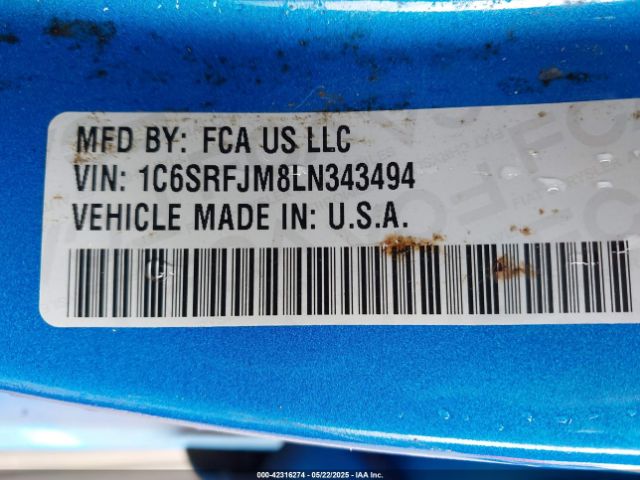 MFD BY: FCA US LLC
VIN: 1C6SRFJM8LN343494
VEHICLE MADE IN: U.S.A.
000-42316274 - 05/22/2025 - IAA Inc.